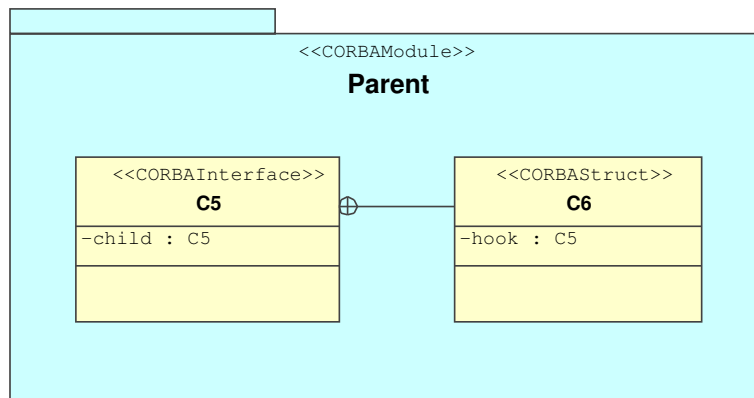 <<CORBAModule>>
Parent
<<CORBAInterface>>
C5
-child : C5
<<CORBAStruct>>
C6
-hook : C5